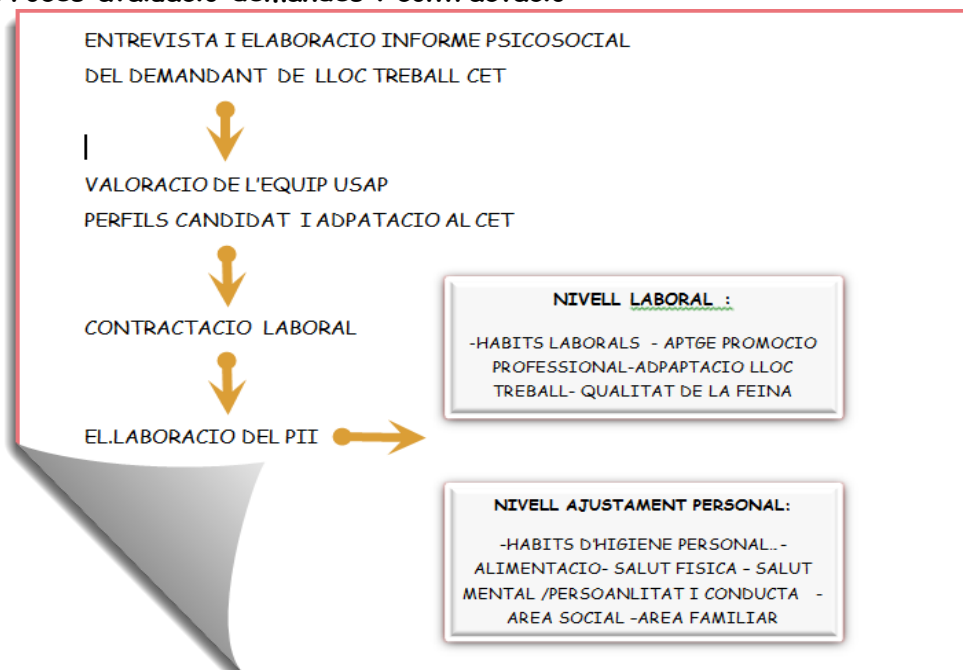 ENTREVISTA I ELABORACIO INFORME PSICOSOCIAL
DEL DEMANDANT DE LLOC TREBALL CET
VALORACIO DE L'EQUIP USAP
PERFILS CANDIDAT I ADPATACIO AL CET
CONTRACTACIO LABORAL
EL.LABORACIO DEL PII
NIVELL LABORAL :
-HABITS LABORALS - APTGE PROMOCIO
PROFESSIONAL-ADPAPTACIO LLOC
TREBALL- QUALITAT DE LA FEINA
NIVELL AJUSTAMENT PERSONAL:
-HABITS D'HIGIENE PERSONAL.. -
ALIMENTACIO- SALUT FISICA - SALUT
MENTAL /PERSOANLITAT I CONDUCTA -
AREA SOCIAL -AREA FAMILIAR